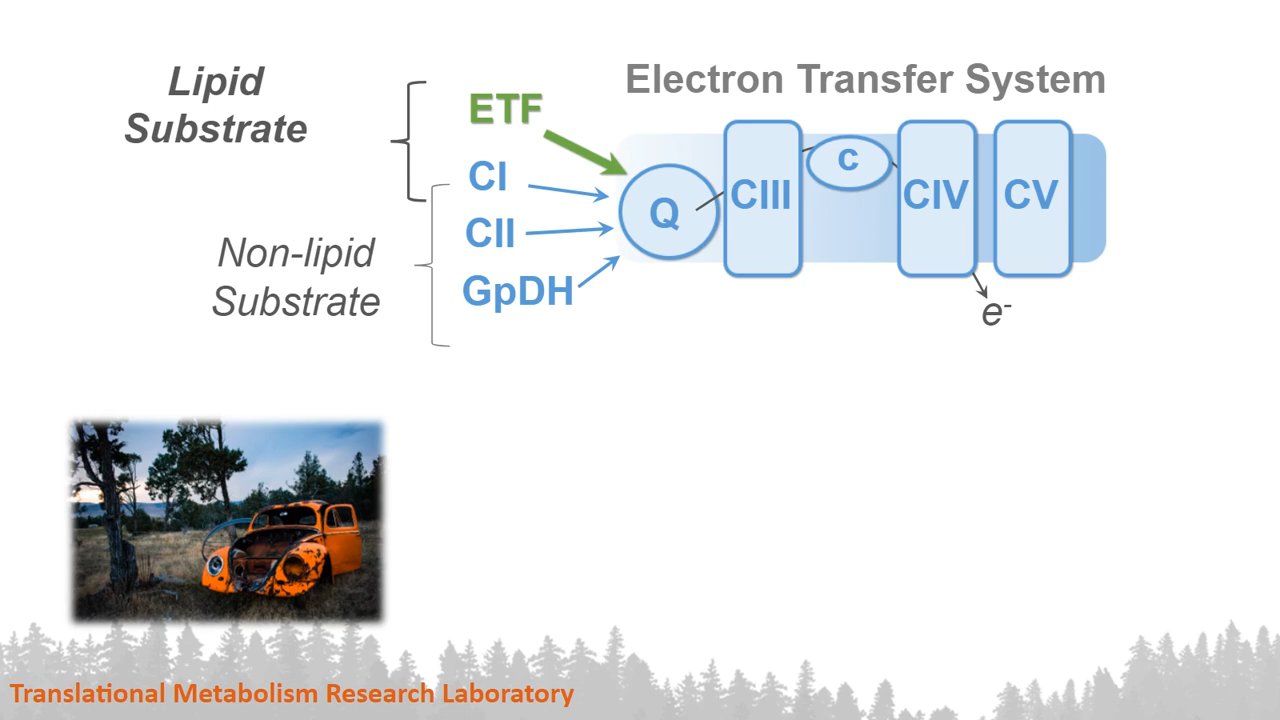 Lipid
Substrate
Electron Transfer System
ETF
CI
CII
GpDH
Non-lipid
Substrate
Q
CIII
c
CIV
CV
e-
Translational Metabolism Research Laboratory